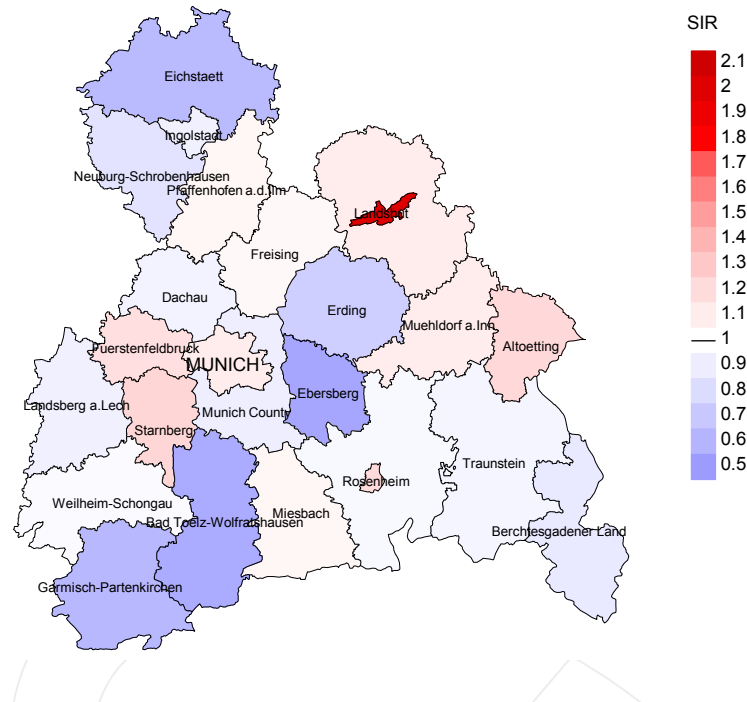 SIR
2.1
2
1.9
1.8
1.7
1.6
1.5
1.4
1.3
1.2
1.1
1
0.9
0.8
0.7
0.6
0.5
Eichstaett
Ingolstadt
Neuburg-Schrobenhausen
Pfaffenhofen a.d.Ilm
Landshut
Freising
Dachau
Erding
Muehldorf a.Inn
Altoetting
Fuerstenfeldbruck
MUNICH
Ebersberg
Landsberg a.Lech
Munich County
Starnberg
Traunstein
Rosenheim
Weilheim-Schongau
Miesbach
Bad Toelz-Wolfratshausen
Berchtesgadener Land
Garmisch-Partenkirchen